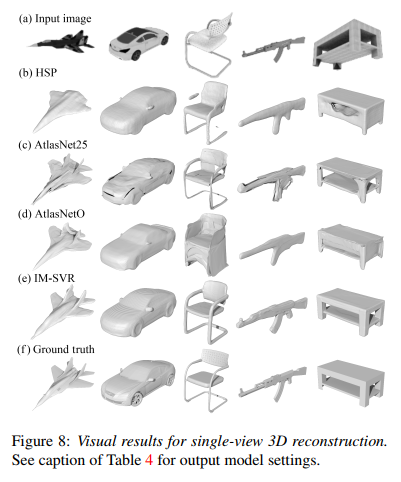 (a) Input image
(b) HSP
(c) AtlasNet25
(d) AtlasNetO
(e) IM-SVR
(f) Ground truth
Figure 8: Visual results for single-view 3D reconstruction.
See caption of Table 4 for output model settings.